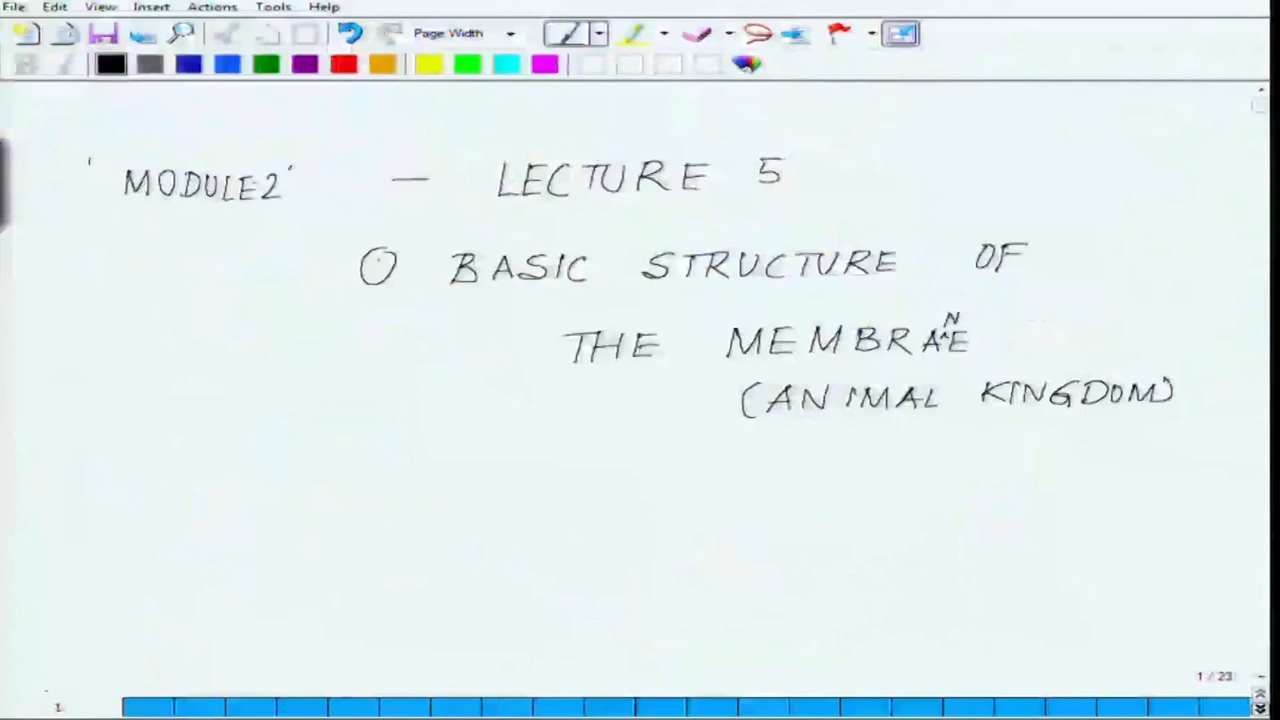 File Edit View Insert Actions Tools Help
Page Width
'MODULE2' — LECTURE 5
BASIC STRUCTURE OF
THE MEMBRANE
(ANIMAL KINGDOM)
1 / 23
1